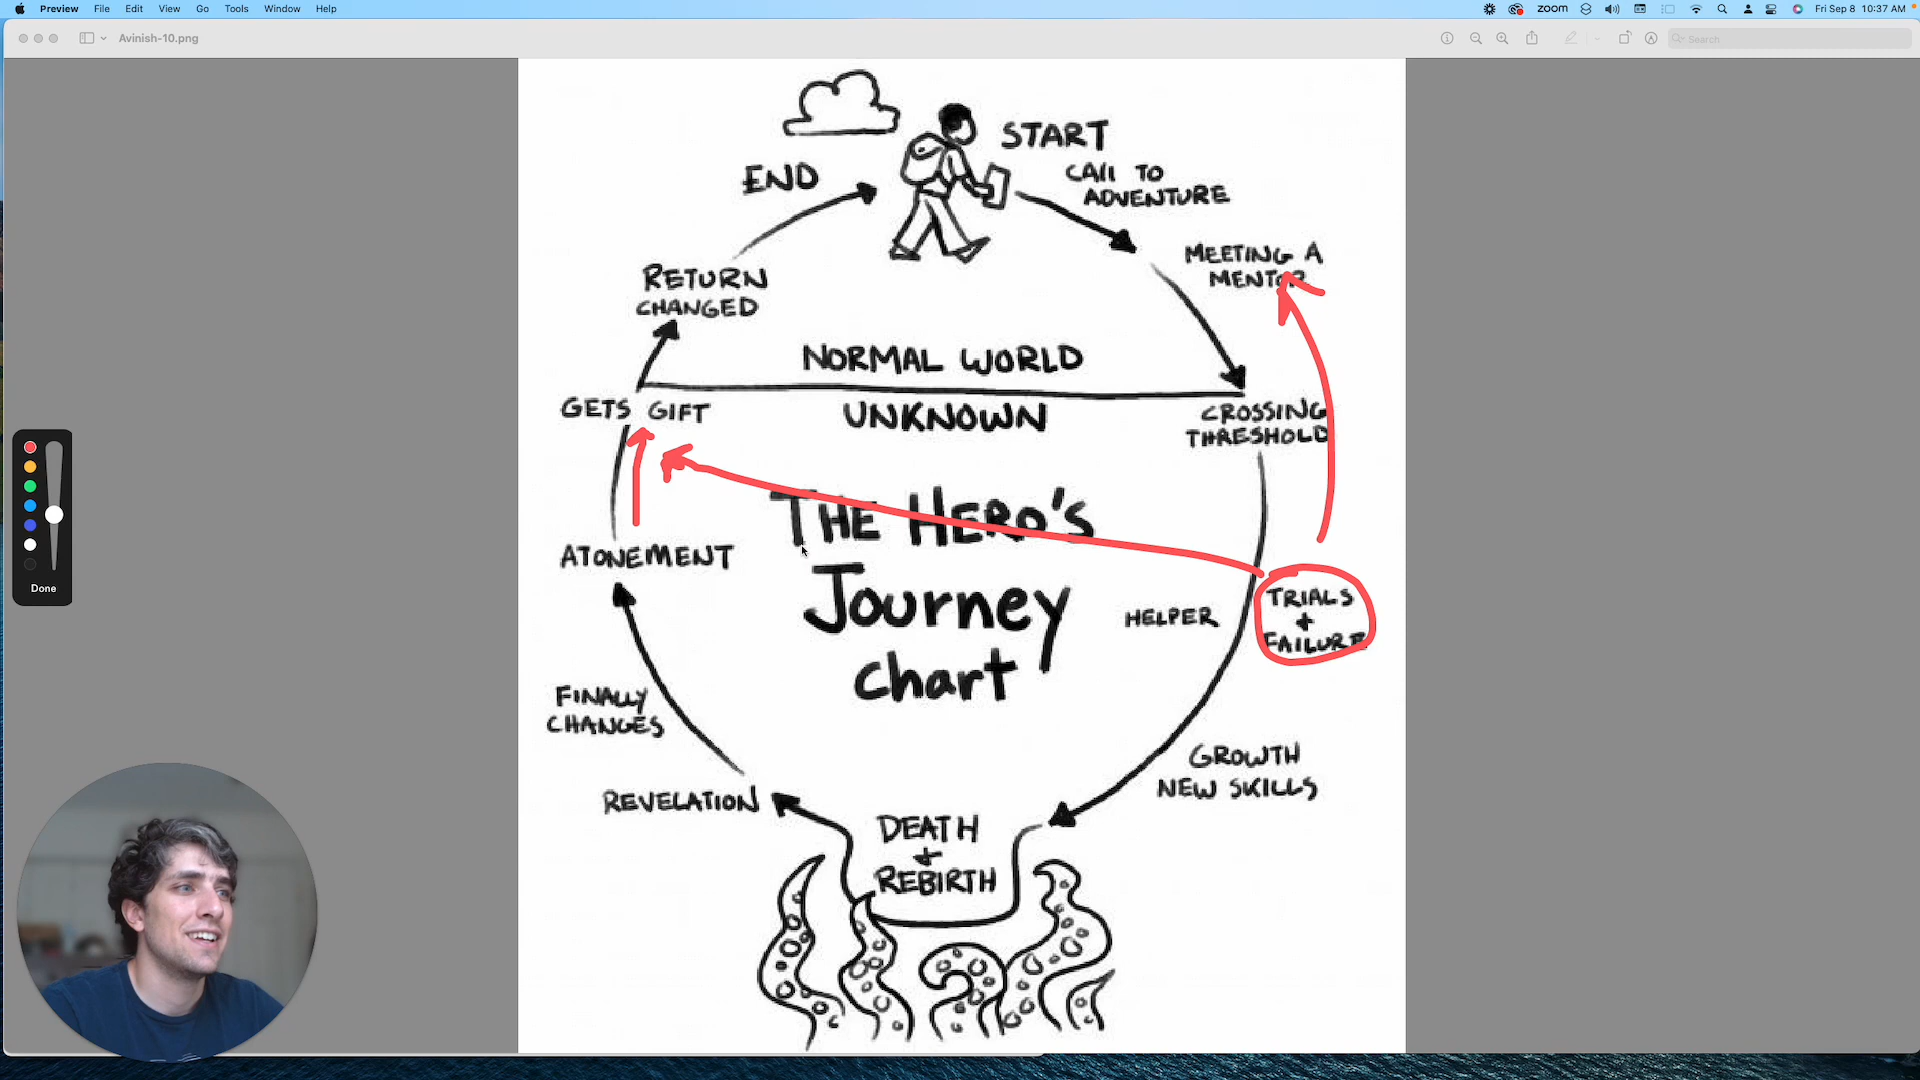 Preview File Edit View Go Tools Window Help
zoom Fri Sep 8 10:37 AM
Avinish-10.png
Search
START
CALL TO
ADVENTURE
END
MEETING A
MENTOR
RETURN
CHANGED
NORMAL WORLD
GETS GIFT
UNKNOWN
CROSSING
THRESHOLD
THE HERO'S
JOURNEY
CHART
ATONEMENT
HELPER
TRIALS
+
FAILURE
Done
FINALLY
CHANGES
GROWTH
NEW SKILLS
REVELATION
DEATH
+
REBIRTH